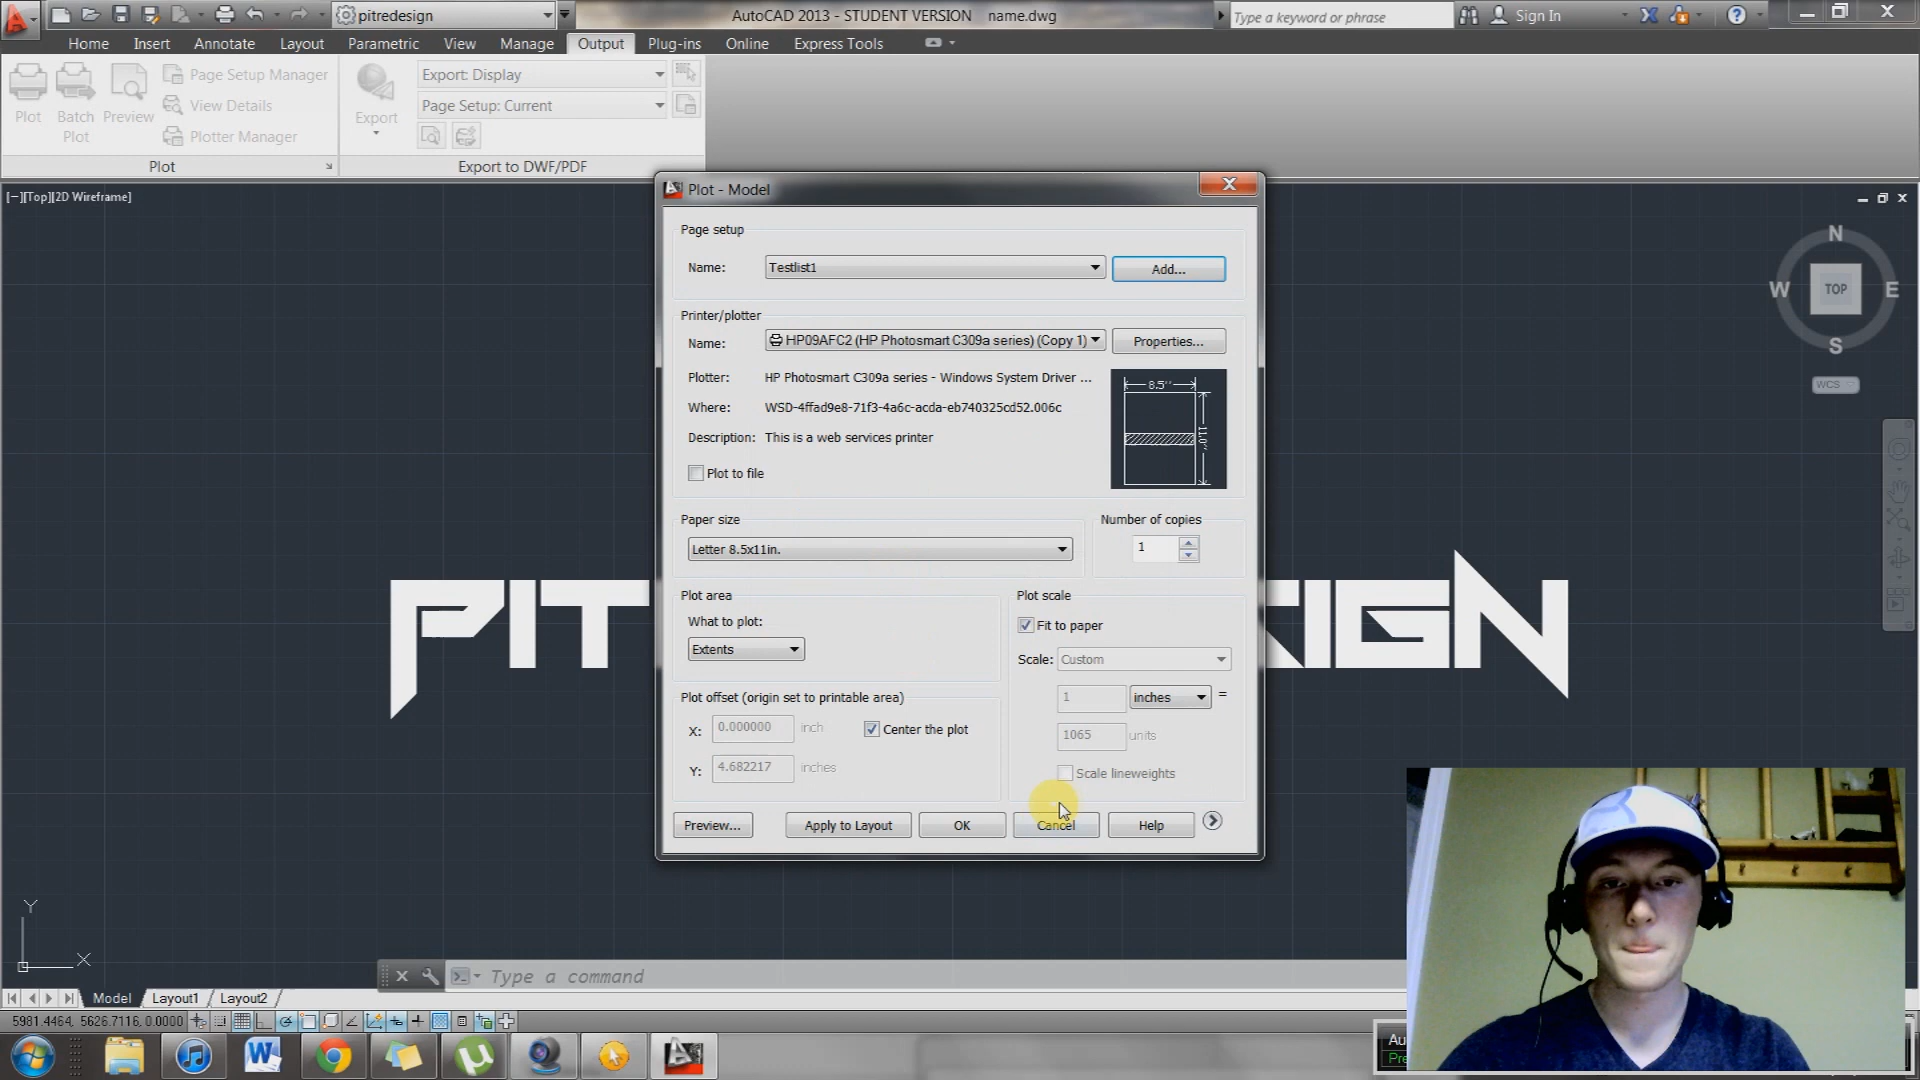 pitredesign
AutoCAD 2013 - STUDENT VERSION name.dwg
Type a keyword or phrase
Sign In
Home Insert Annotate Layout Parametric View Manage Output Plug-ins Online Express Tools
Plot
Batch Plot
Preview
Page Setup Manager
View Details
Plotter Manager
Plot
Export
Export: Display
Page Setup: Current
Export to DWF/PDF
[−][Top][2D Wireframe]
N
W TOP E
S
WCS
Plot - Model
Page setup
Name: Testlist1 Add...
Printer/plotter
Name: HP09AFC2 (HP Photosmart C309a series) (Copy 1) Properties...
Plotter: HP Photosmart C309a series - Windows System Driver ...
Where: WSD-4ffad9e8-71f3-4a6c-acda-eb740325cd52.006c
Description: This is a web services printer
8.5''
11.0''
Plot to file
Paper size
Letter 8.5x11in.
Number of copies
1
Plot area
What to plot:
Extents
Plot offset (origin set to printable area)
X: 0.000000 inch
Center the plot
Y: 4.682217 inches
Plot scale
Fit to paper
Scale: Custom
1 inches =
1065 units
Scale lineweights
Preview... Apply to Layout OK Cancel Help
PIT
IGN
Y
X
Type a command
Model Layout1 Layout2
5981.4464, 5626.7116, 0.0000
Au
Pre